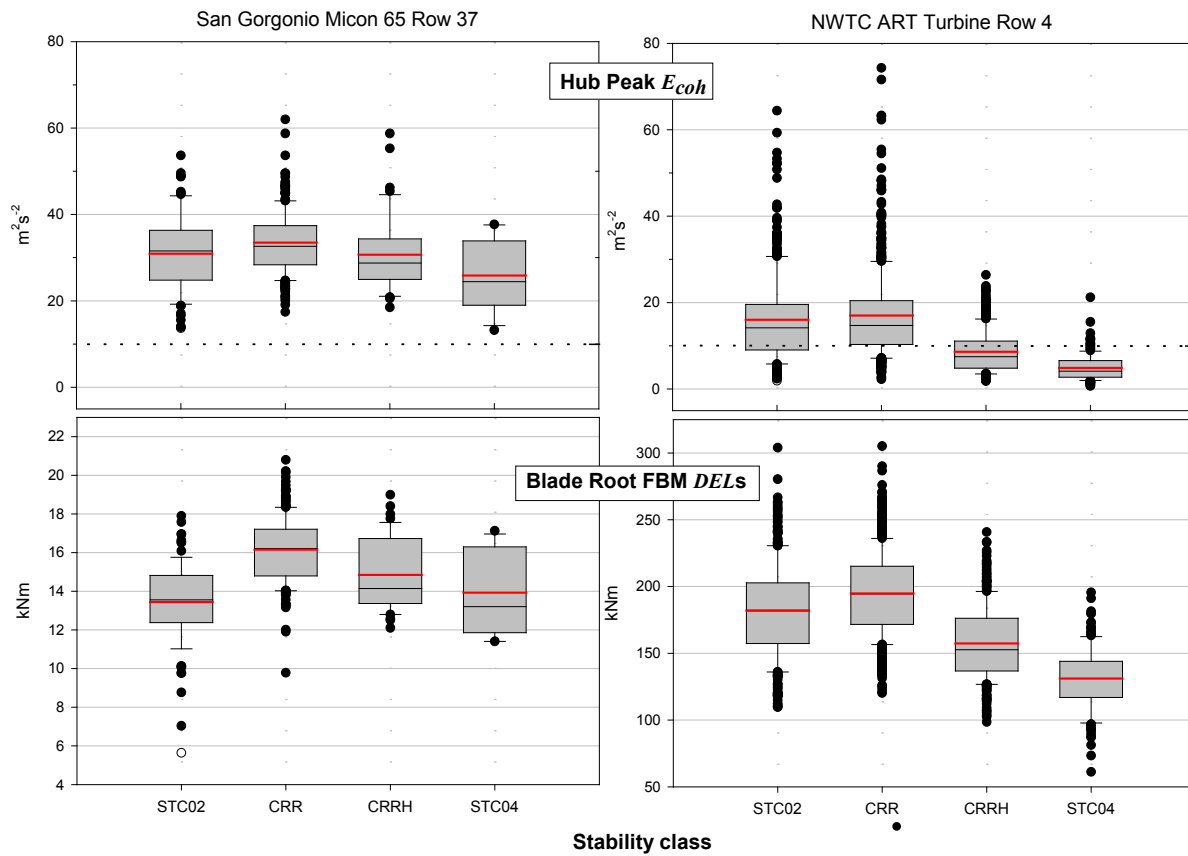 San Gorgonio Micon 65 Row 37
NWTC ART Turbine Row 4
Hub Peak E_coh
m²s⁻²
80
60
40
20
0
m²s⁻²
80
60
40
20
0
Blade Root FBM DELs
kNm
22
20
18
16
14
12
10
8
6
4
kNm
300
250
200
150
100
50
STC02 CRR CRRH STC04
STC02 CRR CRRH STC04
Stability class